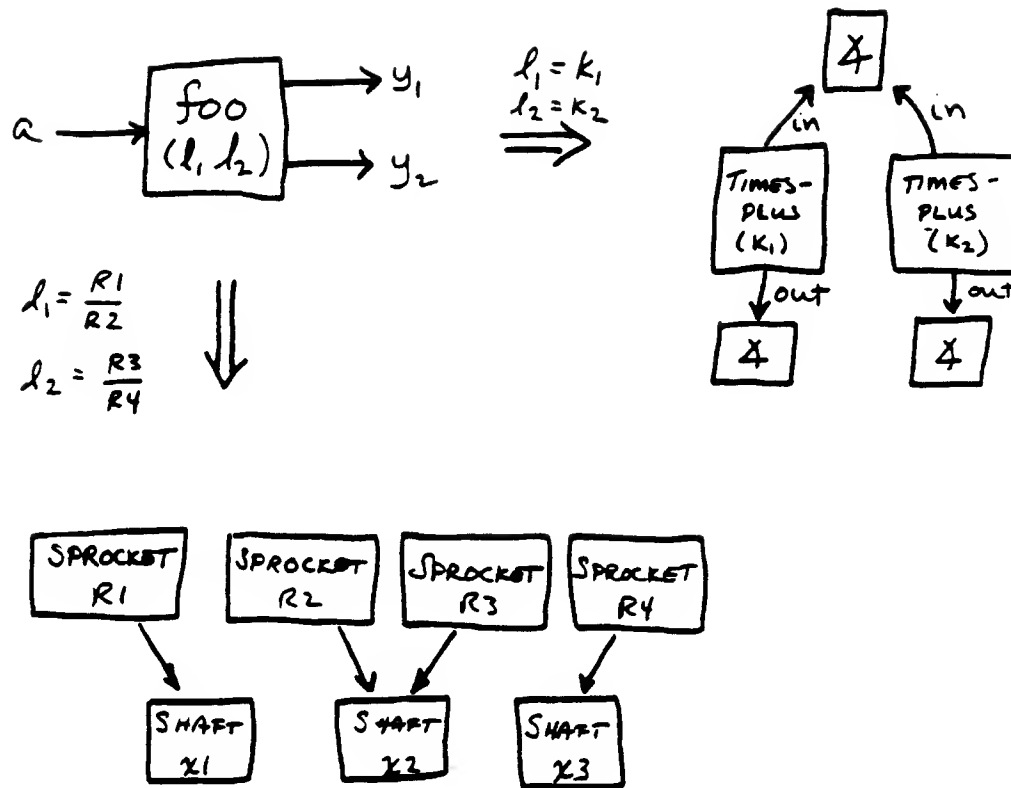 a
foo
(l₁ l₂)
y₁
y₂
l₁ = K₁
l₂ = K₂
∡
in
in
TIMES-
PLUS
(K₁)
TIMES-
PLUS
(K₂)
out
out
∡
∡
l₁ = R1/R2
l₂ = R3/R4
SPROCKET
R1
SPROCKET
R2
SPROCKET
R3
SPROCKET
R4
SHAFT
x1
SHAFT
x2
SHAFT
x3